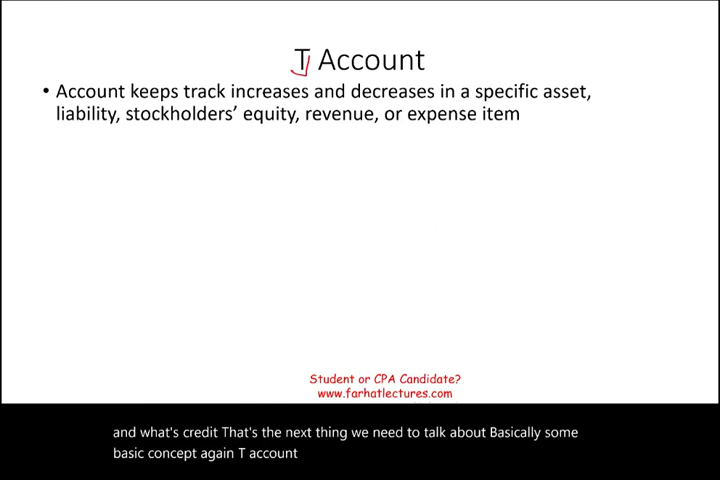 T Account
• Account keeps track increases and decreases in a specific asset,
liability, stockholders’ equity, revenue, or expense item
Student or CPA Candidate?
www.farhatlectures.com
and what's credit That's the next thing we need to talk about Basically some
basic concept again T account